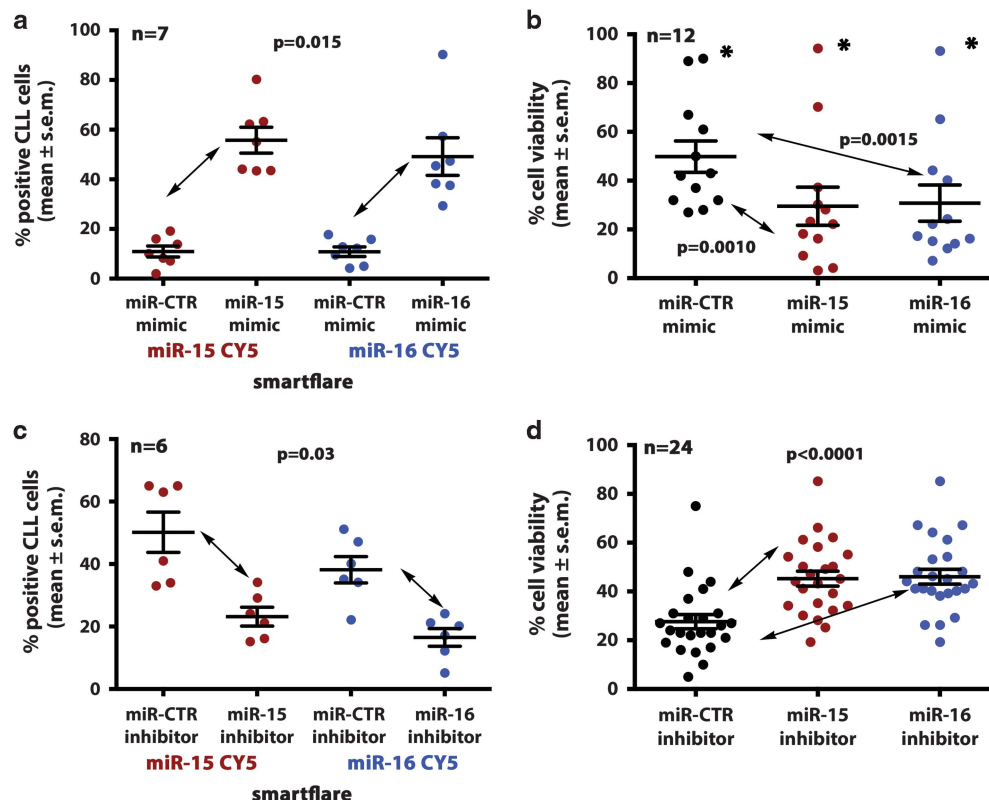 a
% positive CLL cells
(mean ± s.e.m.)
100
80
60
40
20
0
n=7
p=0.015
miR-CTR
mimic
miR-15
mimic
miR-CTR
mimic
miR-16
mimic
miR-15 CY5
miR-16 CY5
smartflare
b
% cell viability
(mean ± s.e.m.)
100
80
60
40
20
0
n=12
*
*
*
p=0.0015
p=0.0010
miR-CTR
mimic
miR-15
mimic
miR-16
mimic
c
% positive CLL cells
(mean ± s.e.m.)
80
60
40
20
0
n=6
p=0.03
miR-CTR
inhibitor
miR-15
inhibitor
miR-CTR
inhibitor
miR-16
inhibitor
miR-15 CY5
miR-16 CY5
smartflare
d
% cell viability
(mean ± s.e.m.)
100
80
60
40
20
0
n=24
p<0.0001
miR-CTR
inhibitor
miR-15
inhibitor
miR-16
inhibitor